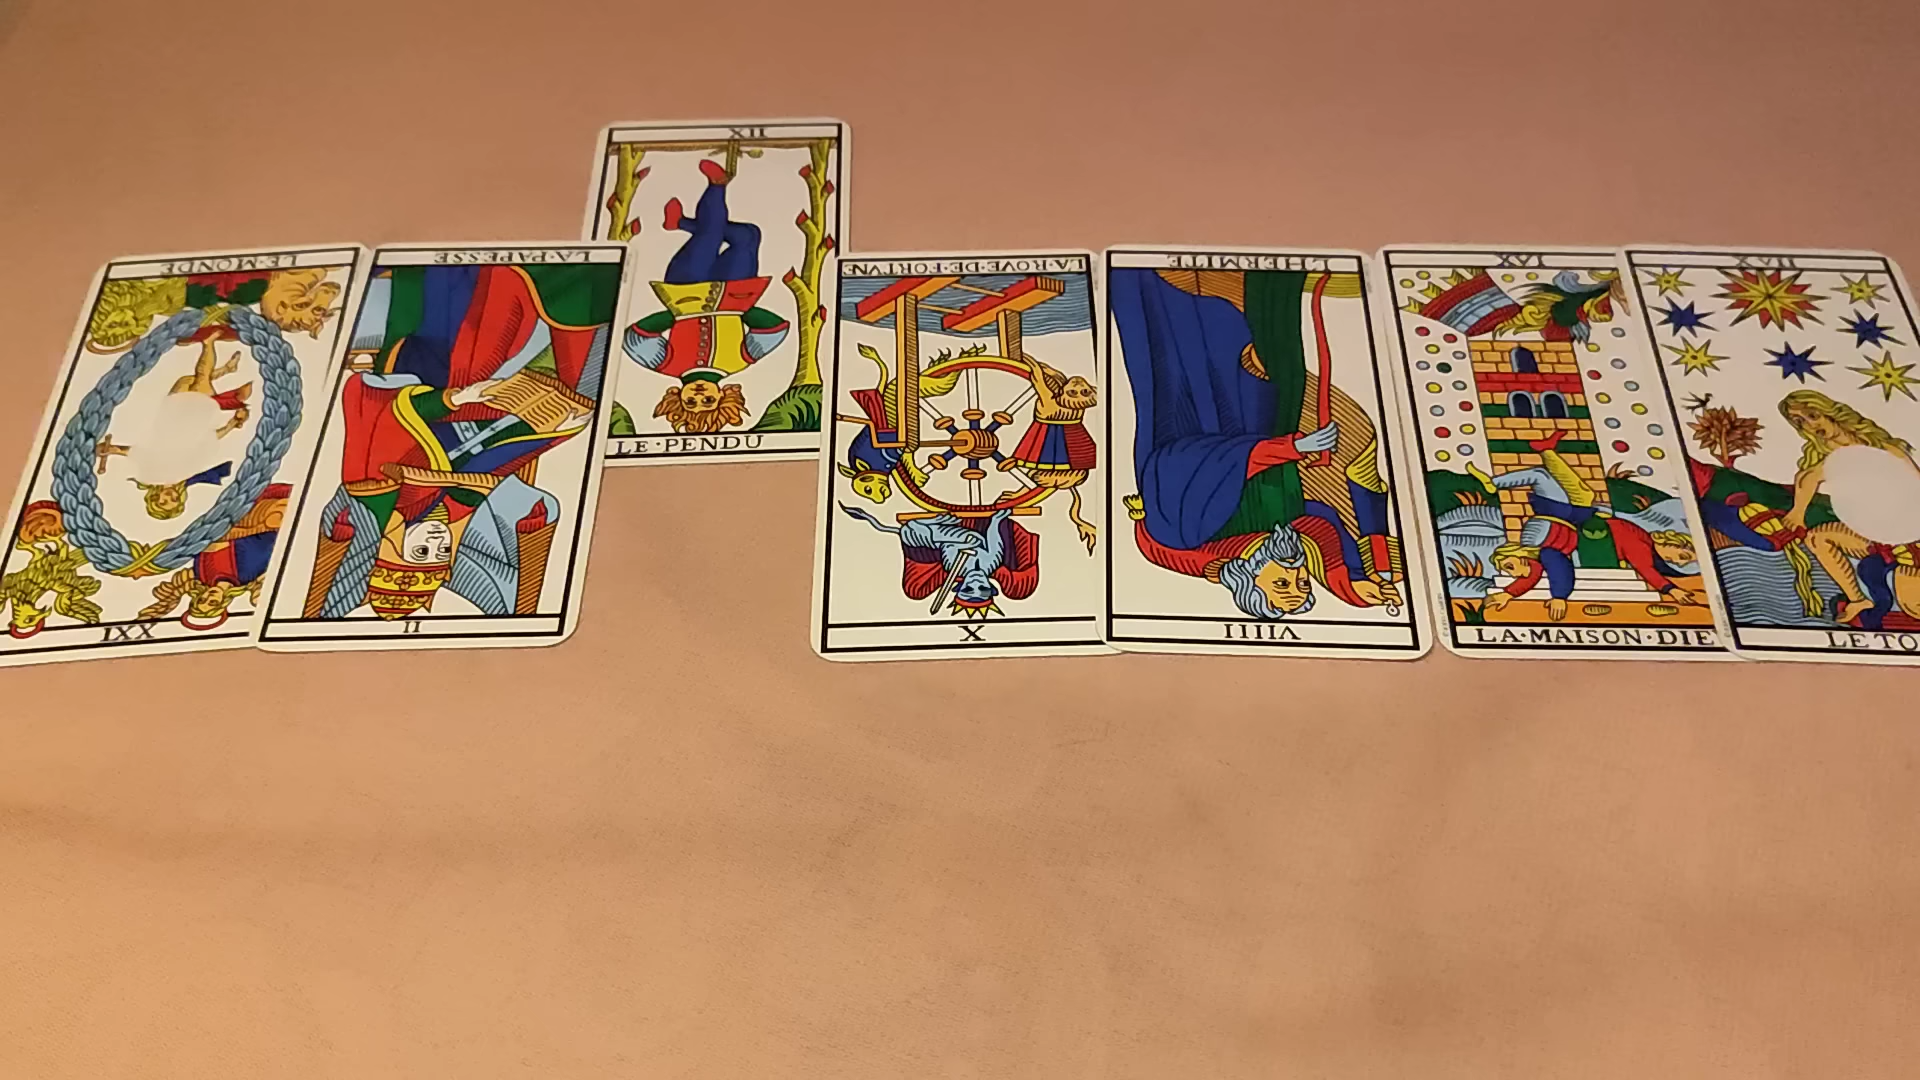 LE·MONDE
XXI
LA·PAPESSE
II
XII
LE·PENDU
LA·ROVE·DE·FORTVNE
X
L'HERMITE
VIIII
XVI
LA·MAISON·DIE
XVII
LE TO